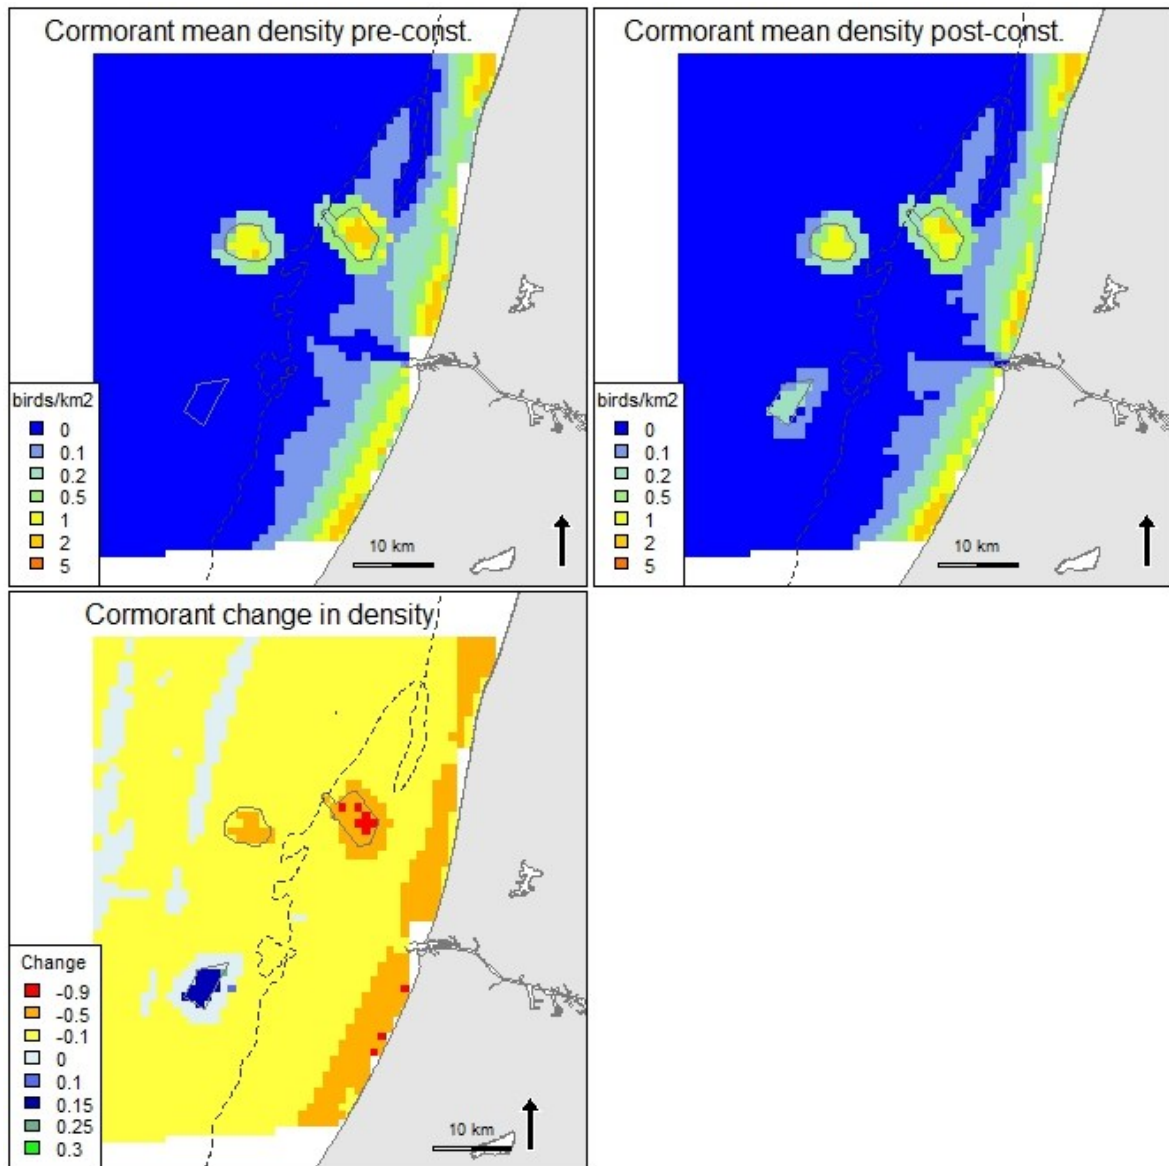 Cormorant mean density pre-const.
birds/km2
0
0.1
0.2
0.5
1
2
5
10 km
Cormorant mean density post-const.
birds/km2
0
0.1
0.2
0.5
1
2
5
10 km
Cormorant change in density
Change
-0.9
-0.5
-0.1
0
0.1
0.15
0.25
0.3
10 km